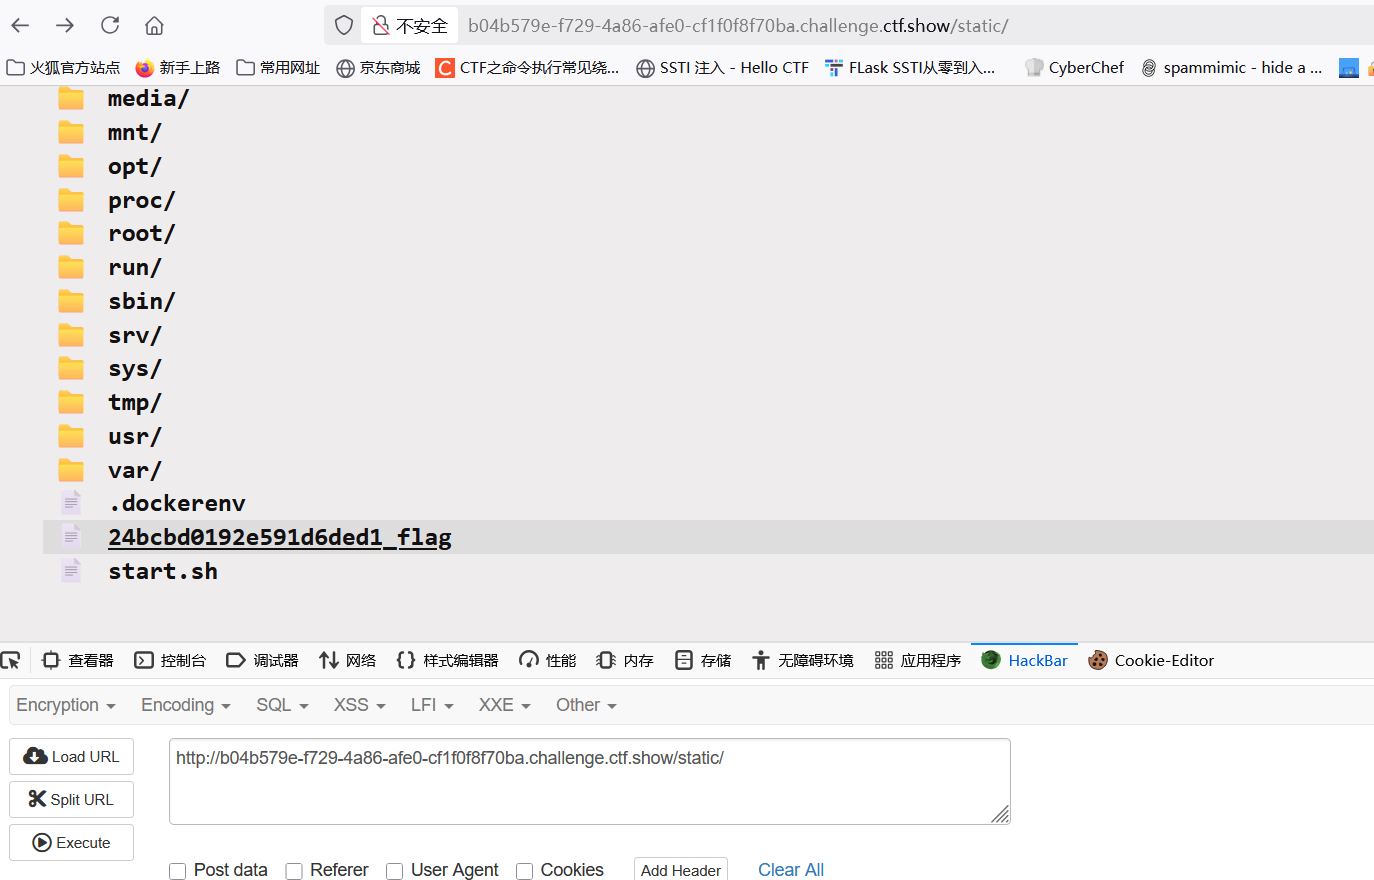 不安全 b04b579e-f729-4a86-afe0-cf1f0f8f70ba.challenge.ctf.show/static/
火狐官方站点 新手上路 常用网址 京东商城 C CTF之命令执行常见绕... SSTI 注入 - Hello CTF FLask SSTI从零到入... CyberChef spammimic - hide a ...
media/
mnt/
opt/
proc/
root/
run/
sbin/
srv/
sys/
tmp/
usr/
var/
.dockerenv
24bcbd0192e591d6ded1_flag
start.sh
查看器 控制台 调试器 网络 {} 样式编辑器 性能 内存 存储 无障碍环境 应用程序 HackBar Cookie-Editor
Encryption Encoding SQL XSS LFI XXE Other
Load URL
http://b04b579e-f729-4a86-afe0-cf1f0f8f70ba.challenge.ctf.show/static/
Split URL
Execute
Post data Referer User Agent Cookies Add Header Clear All